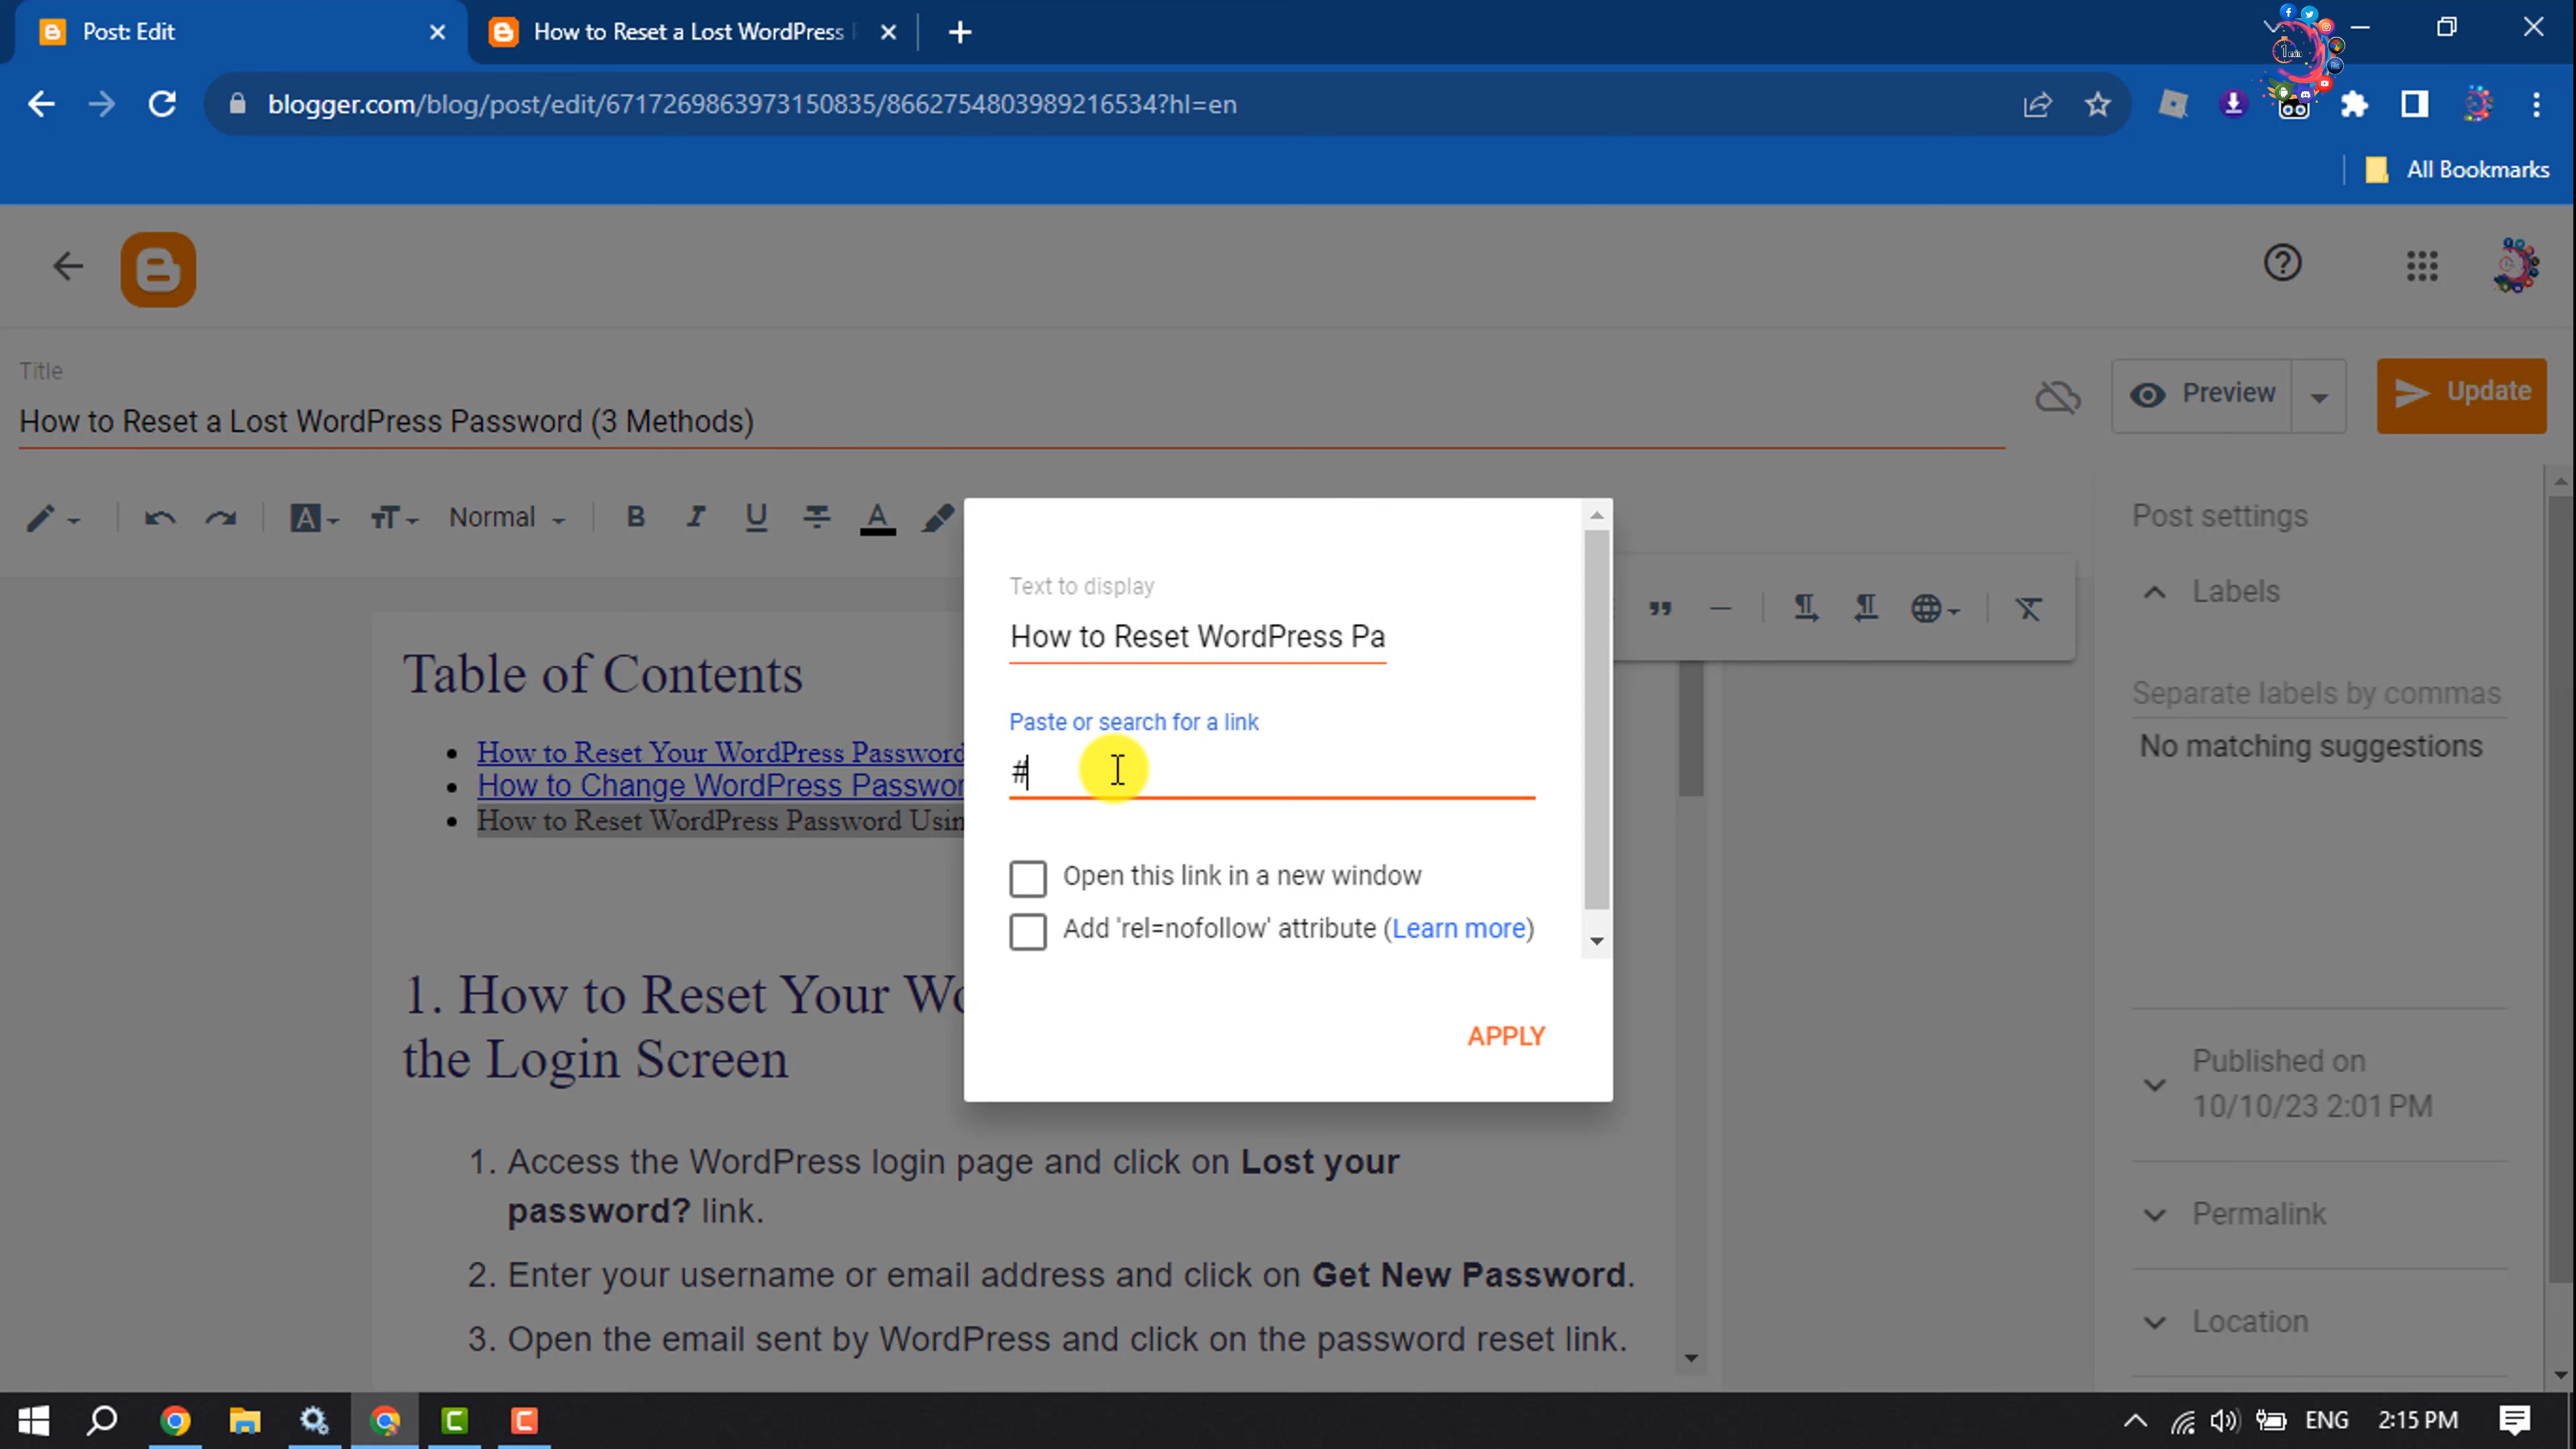 Post: Edit
How to Reset a Lost WordPress
blogger.com/blog/post/edit/6717269863973150835/8662754803989216534?hl=en
All Bookmarks
Title
How to Reset a Lost WordPress Password (3 Methods)
Preview
Update
Normal
Post settings
Labels
Separate labels by commas
No matching suggestions
Published on
10/10/23 2:01 PM
Permalink
Location
Table of Contents
How to Reset Your WordPress Password
How to Change WordPress Passwor
How to Reset WordPress Password Usin
1. How to Reset Your Wo
the Login Screen
1. Access the WordPress login page and click on Lost your
password? link.
2. Enter your username or email address and click on Get New Password.
3. Open the email sent by WordPress and click on the password reset link.
Text to display
How to Reset WordPress Pa
Paste or search for a link
#
Open this link in a new window
Add 'rel=nofollow' attribute (Learn more)
APPLY
ENG
2:15 PM